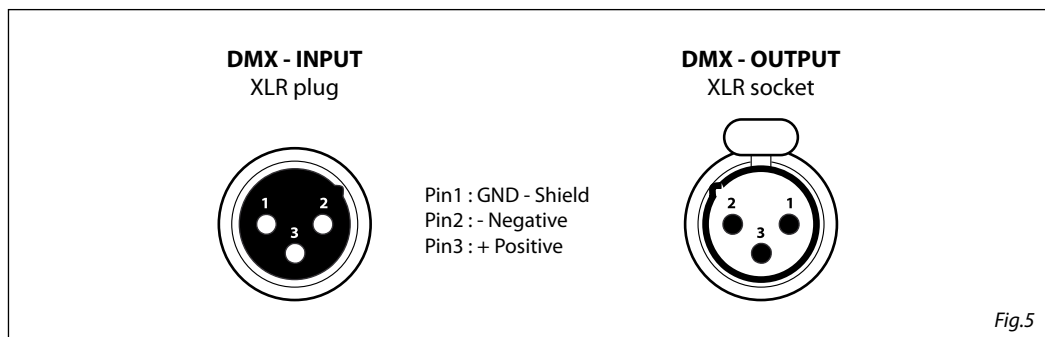 DMX - INPUT
XLR plug
DMX - OUTPUT
XLR socket
1
2
3
Pin1 : GND - Shield
Pin2 : - Negative
Pin3 : + Positive
2
1
3
Fig.5